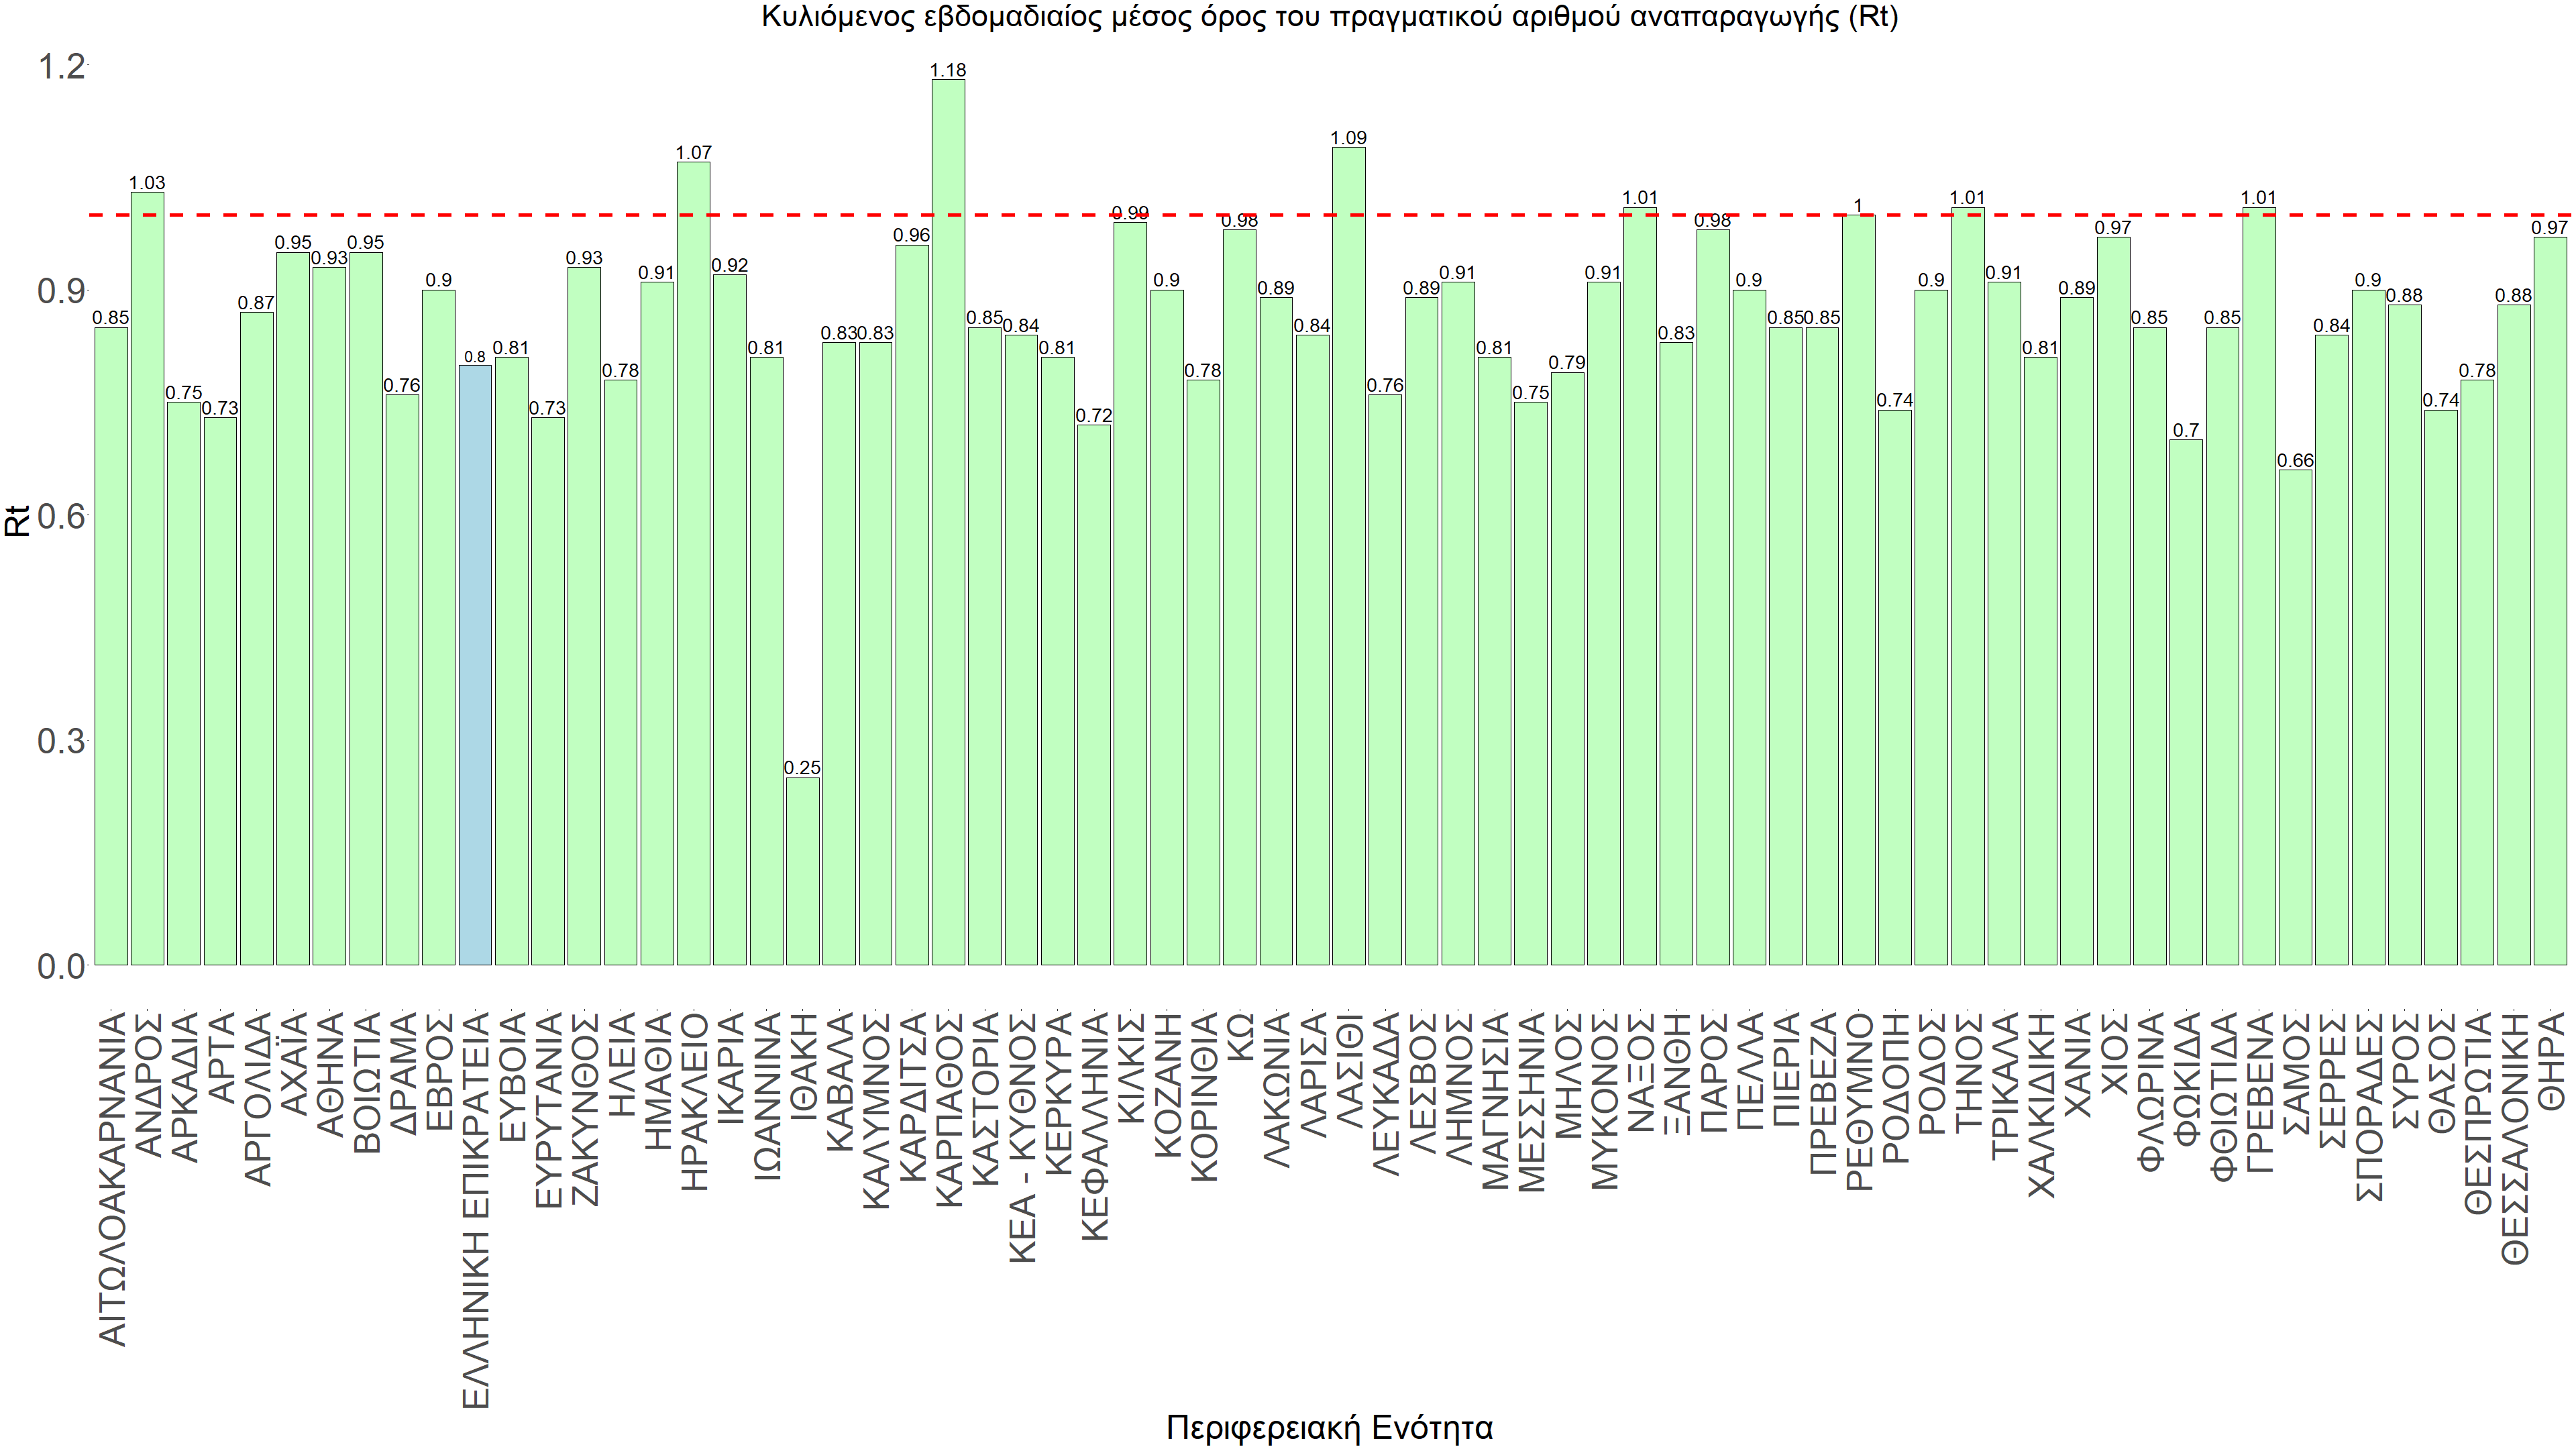 Κυλιόμενος εβδομαδιαίος μέσος όρος του πραγματικού αριθμού αναπαραγωγής (Rt)
Rt
1.2
0.9
0.6
0.3
0.0
0.85
1.03
0.75
0.73
0.87
0.95
0.93
0.95
0.76
0.9
0.8
0.81
0.73
0.93
0.78
0.91
1.07
0.92
0.81
0.25
0.83
0.83
0.96
1.18
0.85
0.84
0.81
0.72
0.99
0.9
0.78
0.98
0.89
0.84
1.09
0.76
0.89
0.91
0.81
0.75
0.79
0.91
1.01
0.83
0.98
0.9
0.85
0.85
1
0.74
0.9
1.01
0.91
0.81
0.89
0.97
0.85
0.7
0.85
1.01
0.66
0.84
0.9
0.88
0.74
0.78
0.88
0.97
ΑΙΤΩΛΟΑΚΑΡΝΑΝΙΑ
ΑΝΔΡΟΣ
ΑΡΚΑΔΙΑ
ΑΡΤΑ
ΑΡΓΟΛΙΔΑ
ΑΧΑΪΑ
ΑΘΗΝΑ
ΒΟΙΩΤΙΑ
ΔΡΑΜΑ
ΕΒΡΟΣ
ΕΛΛΗΝΙΚΗ ΕΠΙΚΡΑΤΕΙΑ
ΕΥΒΟΙΑ
ΕΥΡΥΤΑΝΙΑ
ΖΑΚΥΝΘΟΣ
ΗΛΕΙΑ
ΗΜΑΘΙΑ
ΗΡΑΚΛΕΙΟ
ΙΚΑΡΙΑ
ΙΩΑΝΝΙΝΑ
ΙΘΑΚΗ
ΚΑΒΑΛΑ
ΚΑΛΥΜΝΟΣ
ΚΑΡΔΙΤΣΑ
ΚΑΡΠΑΘΟΣ
ΚΑΣΤΟΡΙΑ
ΚΕΑ - ΚΥΘΝΟΣ
ΚΕΡΚΥΡΑ
ΚΕΦΑΛΛΗΝΙΑ
ΚΙΛΚΙΣ
ΚΟΖΑΝΗ
ΚΟΡΙΝΘΙΑ
ΚΩ
ΛΑΚΩΝΙΑ
ΛΑΡΙΣΑ
ΛΑΣΙΘΙ
ΛΕΥΚΑΔΑ
ΛΕΣΒΟΣ
ΛΗΜΝΟΣ
ΜΑΓΝΗΣΙΑ
ΜΕΣΣΗΝΙΑ
ΜΗΛΟΣ
ΜΥΚΟΝΟΣ
ΝΑΞΟΣ
ΞΑΝΘΗ
ΠΑΡΟΣ
ΠΕΛΛΑ
ΠΙΕΡΙΑ
ΠΡΕΒΕΖΑ
ΡΕΘΥΜΝΟ
ΡΟΔΟΠΗ
ΡΟΔΟΣ
ΤΗΝΟΣ
ΤΡΙΚΑΛΑ
ΧΑΛΚΙΔΙΚΗ
ΧΑΝΙΑ
ΧΙΟΣ
ΦΛΩΡΙΝΑ
ΦΩΚΙΔΑ
ΦΘΙΩΤΙΔΑ
ΓΡΕΒΕΝΑ
ΣΑΜΟΣ
ΣΕΡΡΕΣ
ΣΠΟΡΑΔΕΣ
ΣΥΡΟΣ
ΘΑΣΟΣ
ΘΕΣΠΡΩΤΙΑ
ΘΕΣΣΑΛΟΝΙΚΗ
ΘΗΡΑ
Περιφερειακή Ενότητα